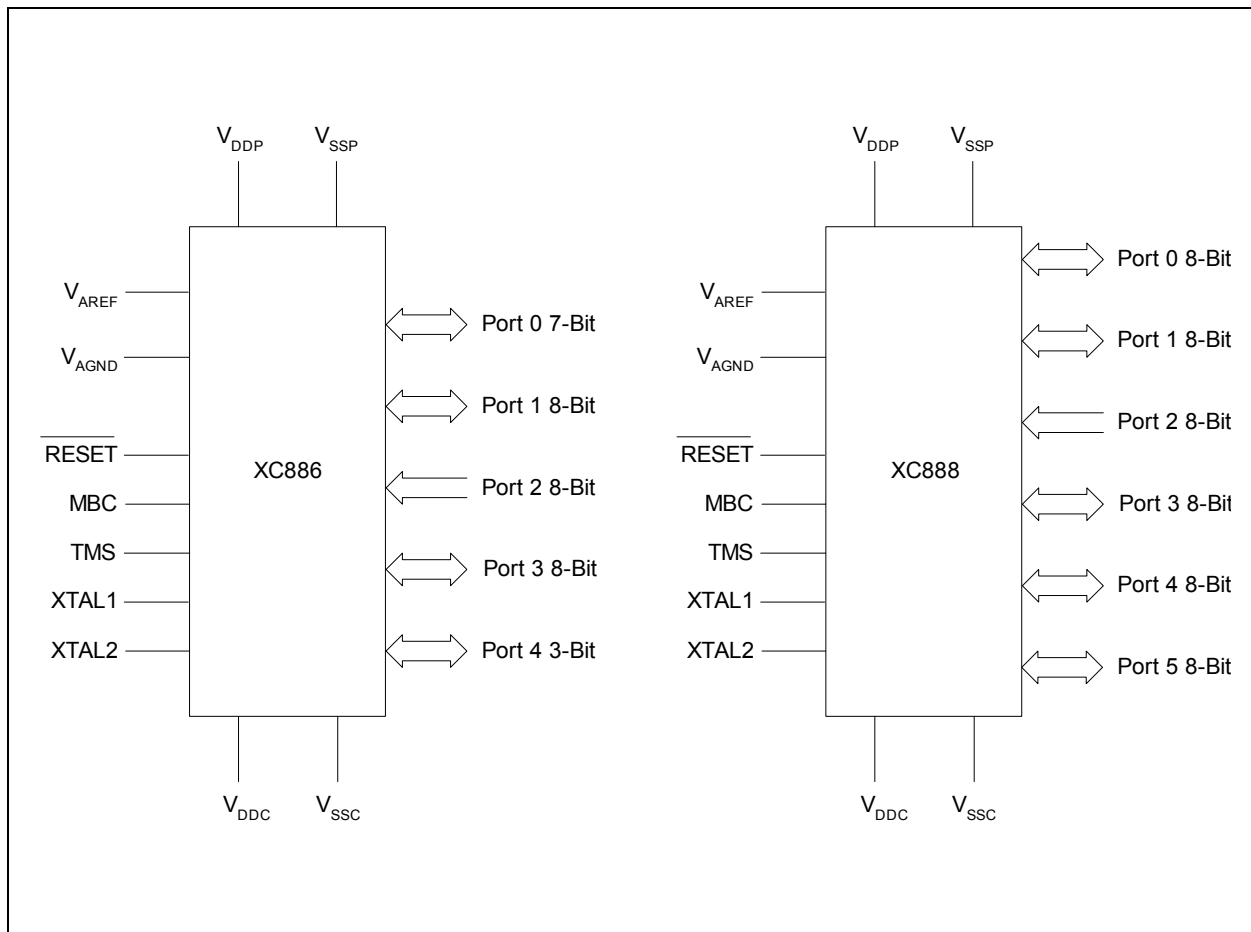 V_DDP V_SSP
V_AREF
V_AGND
RESET
MBC
TMS
XTAL1
XTAL2
XC886
Port 0 7-Bit
Port 1 8-Bit
Port 2 8-Bit
Port 3 8-Bit
Port 4 3-Bit
V_DDC V_SSC
V_DDP V_SSP
V_AREF
V_AGND
RESET
MBC
TMS
XTAL1
XTAL2
XC888
Port 0 8-Bit
Port 1 8-Bit
Port 2 8-Bit
Port 3 8-Bit
Port 4 8-Bit
Port 5 8-Bit
V_DDC V_SSC